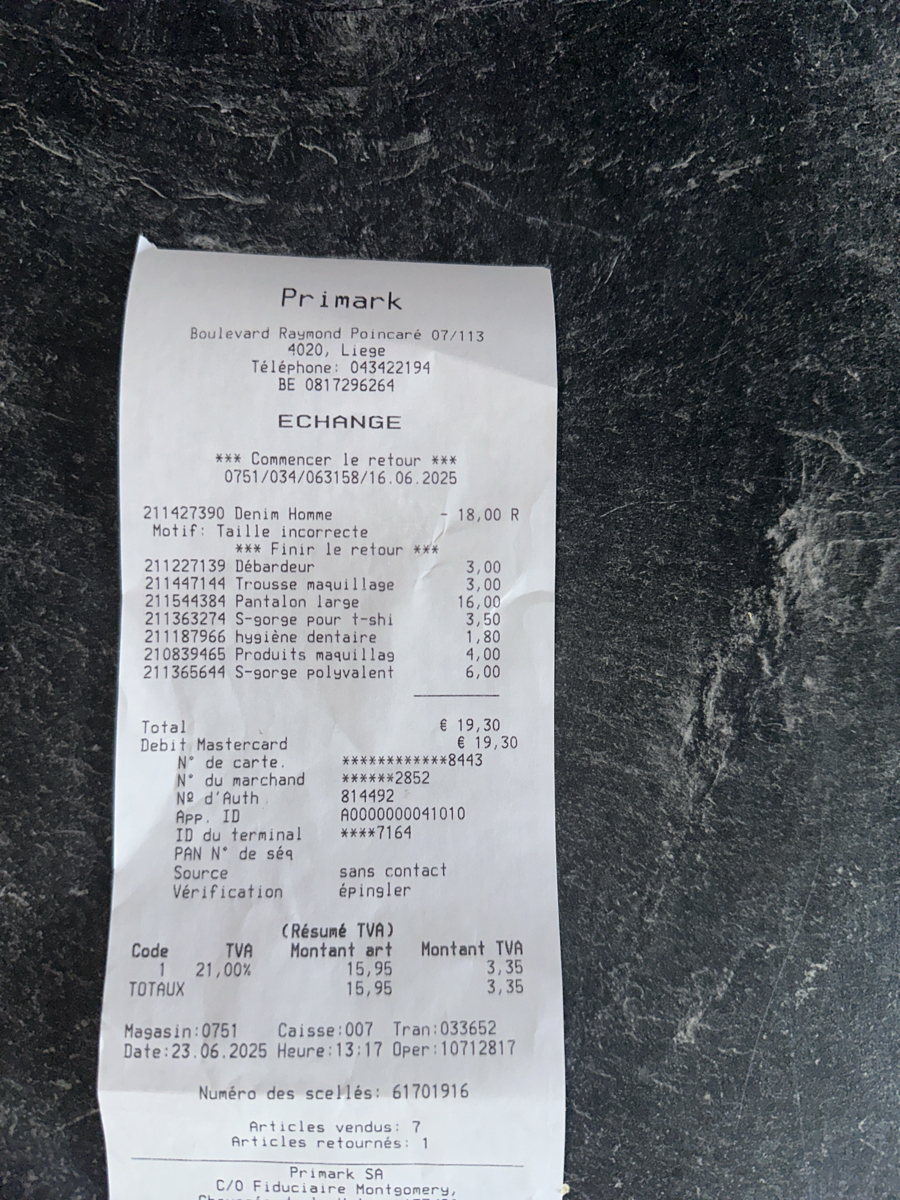 Primark
Boulevard Raymond Poincaré 07/113
4020, Liege
Téléphone: 043422194
BE 0817296264
ECHANGE
*** Commencer le retour ***
0751/034/063158/16.06.2025
211427390 Denim Homme - 18,00 R
Motif: Taille incorrecte
*** Finir le retour ***
211227139 Débardeur 3,00
211447144 Trousse maquillage 3,00
211544384 Pantalon large 16,00
211363274 S-gorge pour t-shi 3,50
211187966 hygiène dentaire 1,80
210839465 Produits maquillag 4,00
211365644 S-gorge polyvalent 6,00
Total € 19,30
Debit Mastercard € 19,30
N° de carte. ************8443
N° du marchand ******2852
Nº d'Auth. 814492
App. ID A0000000041010
ID du terminal ****7164
PAN N° de séq
Source sans contact
Vérification épingler
(Résumé TVA)
Code TVA Montant art Montant TVA
1 21,00% 15,95 3,35
TOTAUX 15,95 3,35
Magasin:0751 Caisse:007 Tran:033652
Date:23.06.2025 Heure:13:17 Oper:10712817
Numéro des scellés: 61701916
Articles vendus: 7
Articles retournés: 1
Primark SA
C/O Fiduciaire Montgomery,